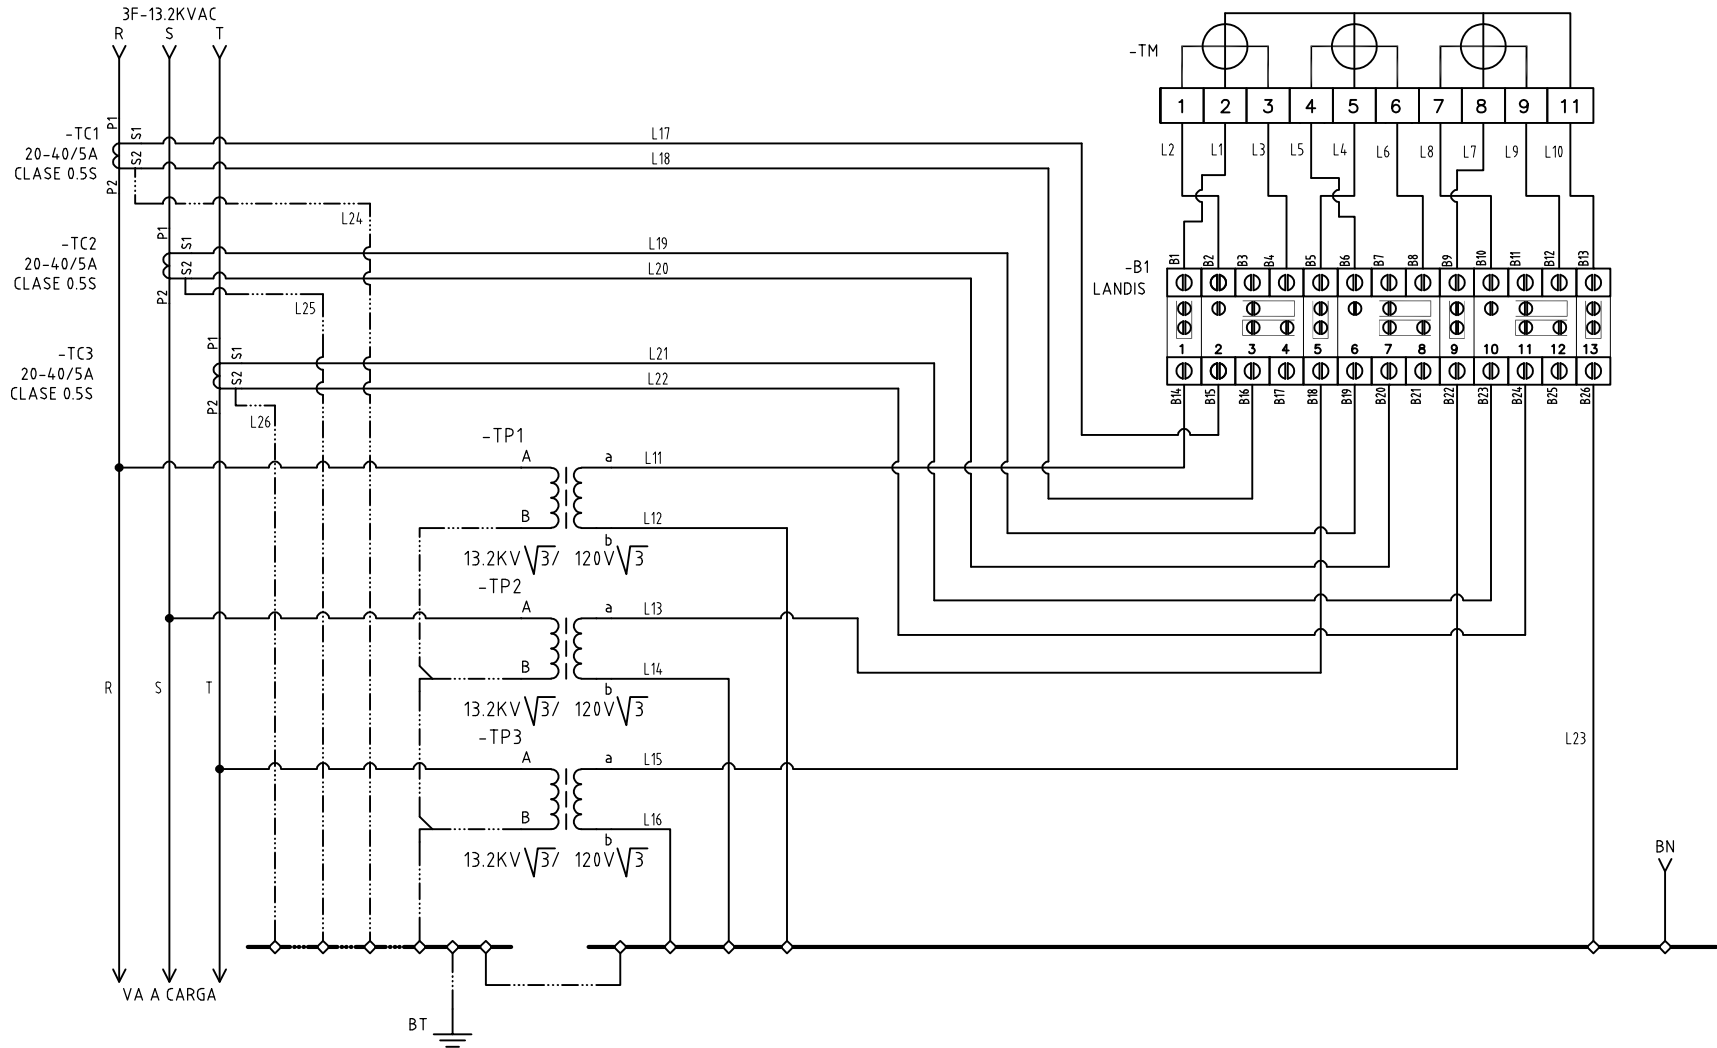 3F-13.2KVAC
R S T
-TM
1 2 3 4 5 6 7 8 9 11
L2 L1 L3 L5 L4 L6 L8 L7 L9 L10
-TC1
20-40/5A
CLASE 0.5S
P1 S1
S2
P2
L17
L18
L24
-TC2
20-40/5A
CLASE 0.5S
P1 S1
S2
P2
L19
L20
L25
-B1
LANDIS
B1 B2 B3 B4 B5 B6 B7 B8 B9 B10 B11 B12 B13
1 2 3 4 5 6 7 8 9 10 11 12 13
B14 B15 B16 B17 B18 B19 B20 B21 B22 B23 B24 B25 B26
-TC3
20-40/5A
CLASE 0.5S
P1 S1
S2
P2
L21
L22
L26
-TP1
A a L11
B L12
b
13.2KV√3/ 120V√3
-TP2
A a L13
B L14
b
13.2KV√3/ 120V√3
R S T
-TP3
A a L15
B L16
b
13.2KV√3/ 120V√3
L23
BN
VA A CARGA
BT